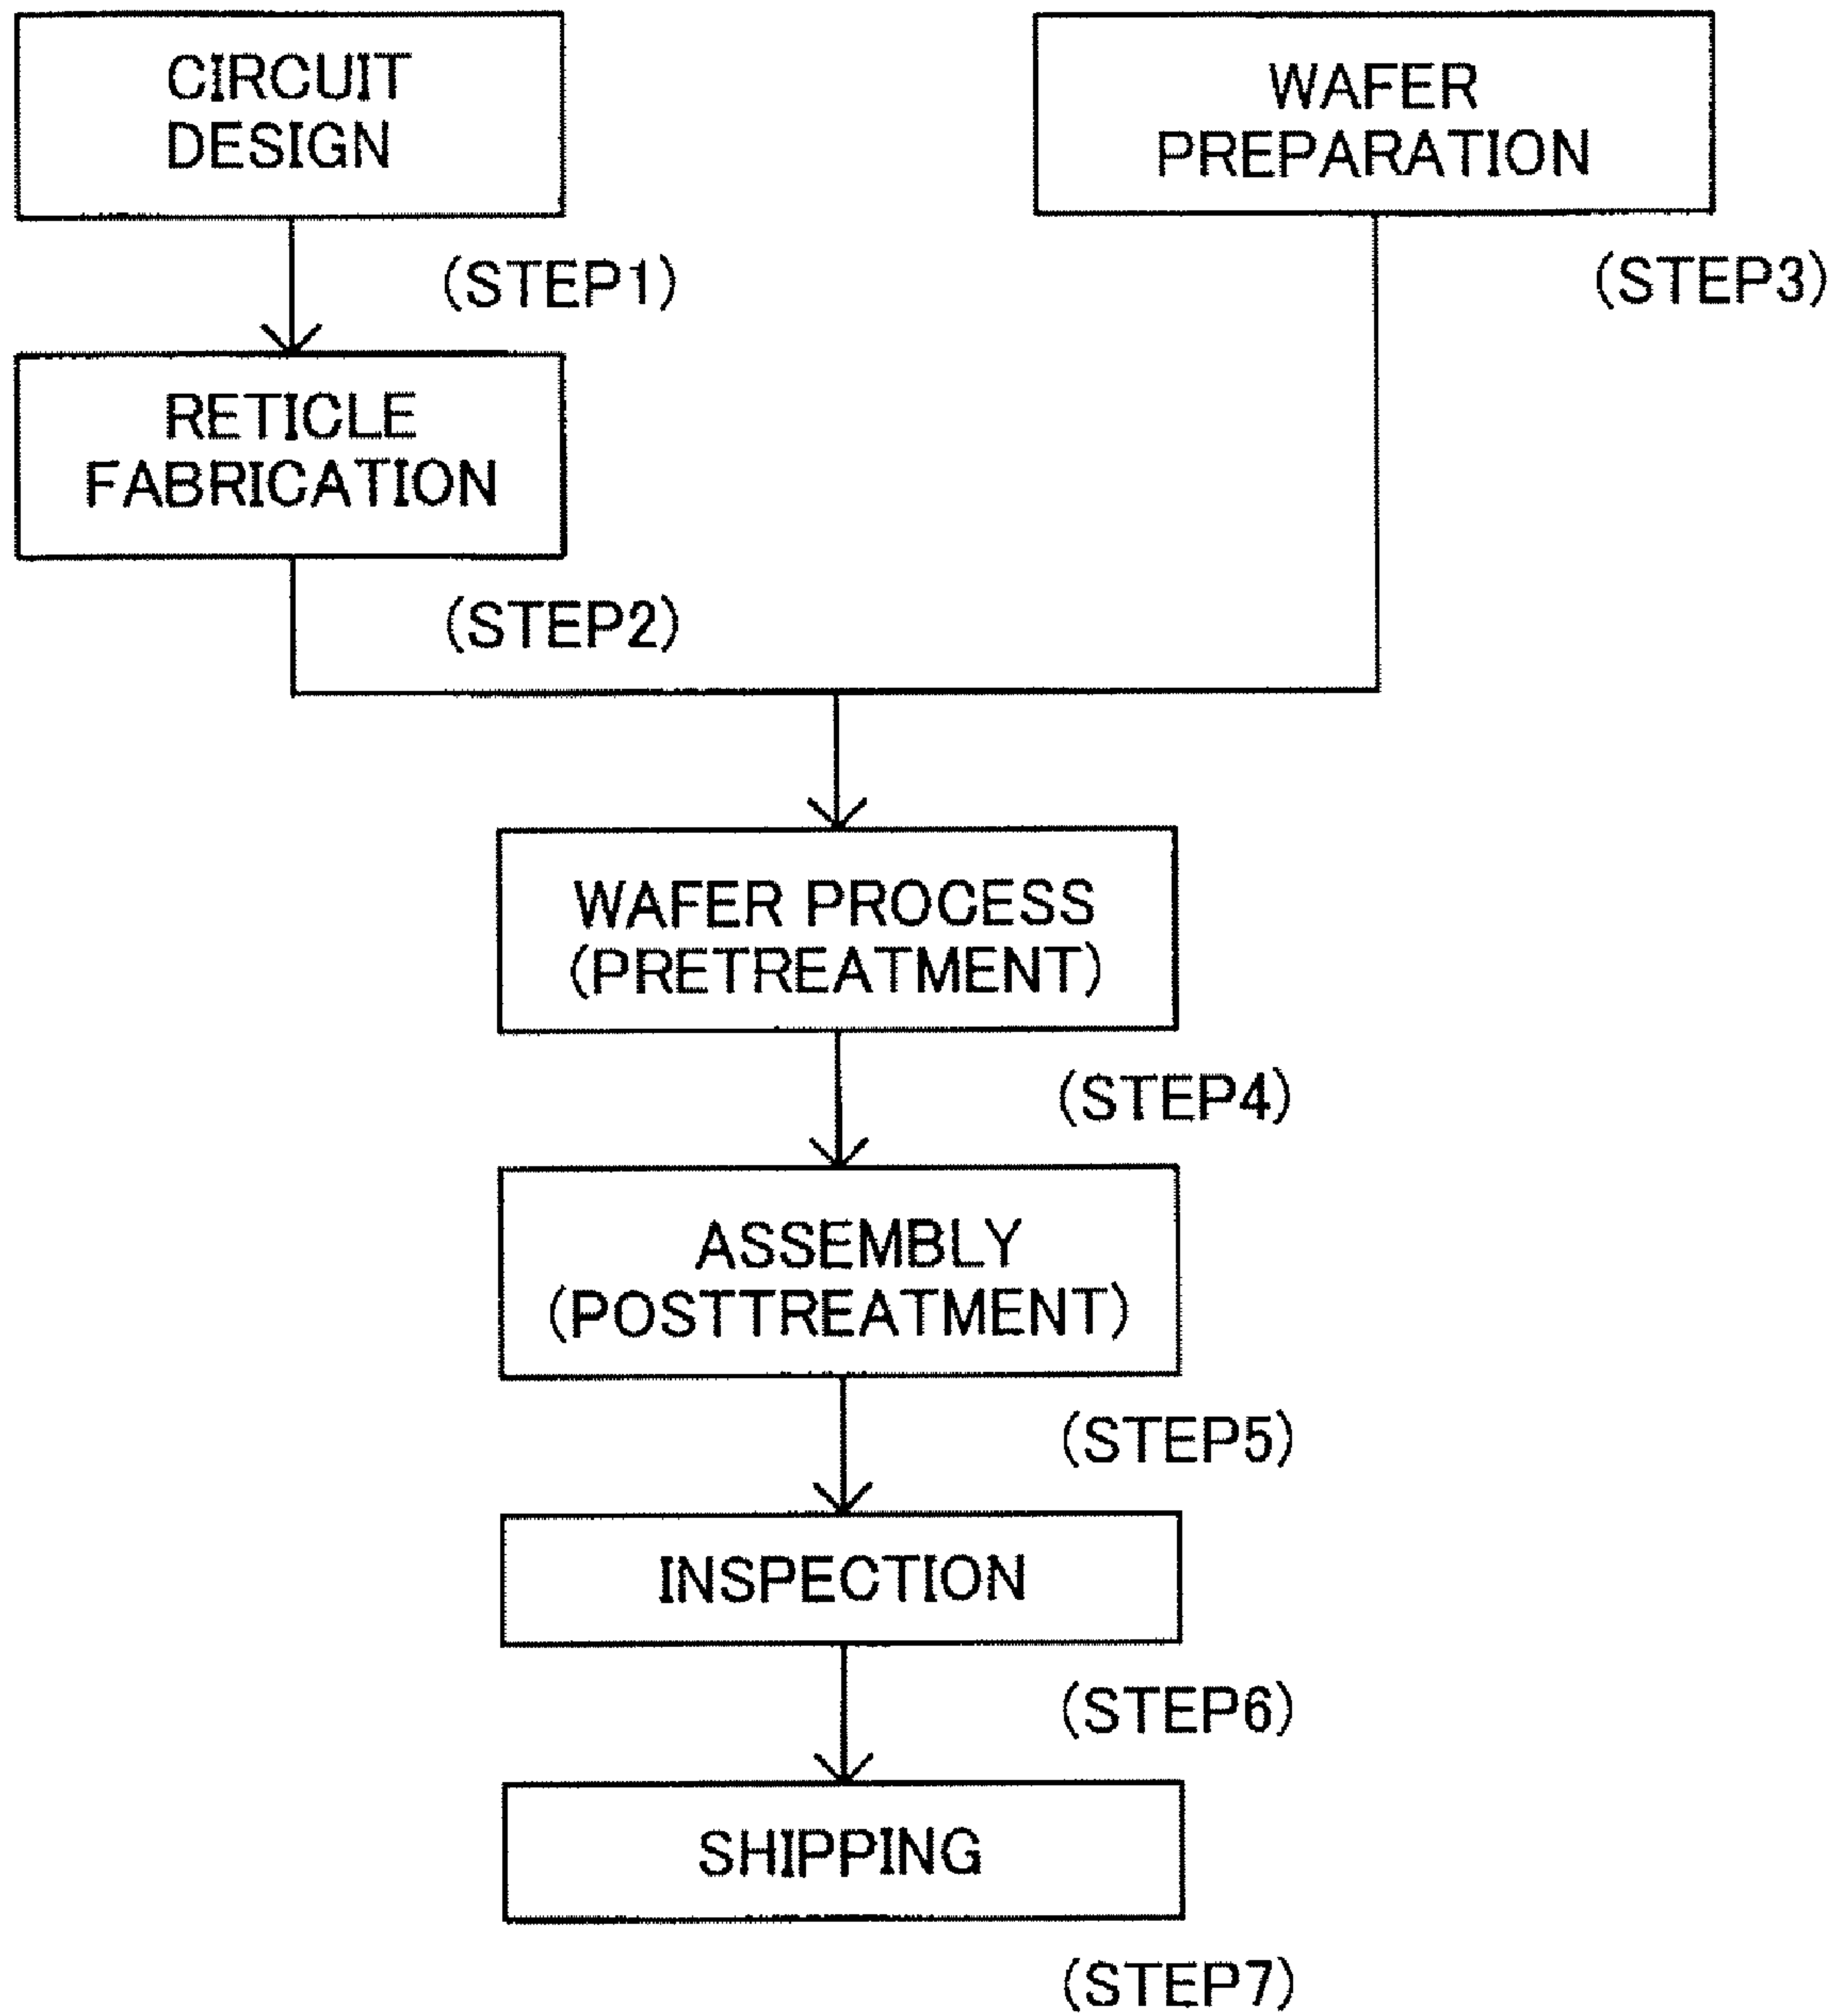 CIRCUIT
DESIGN
(STEP1)
RETICLE
FABRICATION
(STEP2)
WAFER
PREPARATION
(STEP3)
WAFER PROCESS
(PRETREATMENT)
(STEP4)
ASSEMBLY
(POSTTREATMENT)
(STEP5)
INSPECTION
(STEP6)
SHIPPING
(STEP7)